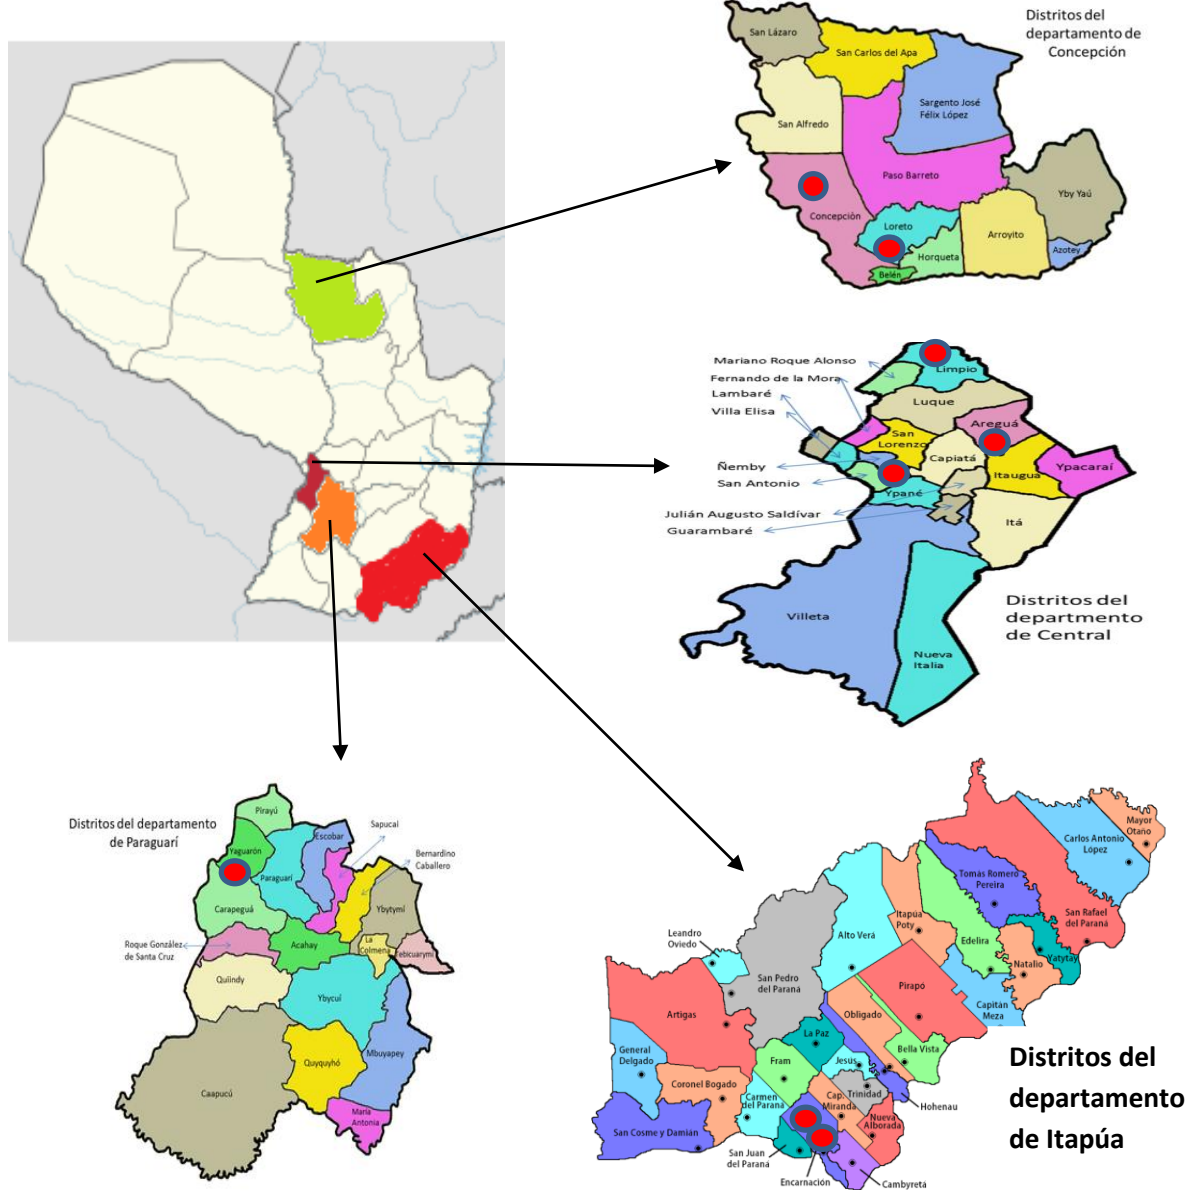 Distritos del
departamento de
Concepción
San Lázaro
San Carlos del Apa
Sargento José
Félix López
San Alfredo
Paso Barreto
Yby Yaú
Concepción
Loreto
Arroyito
Horqueta
Azotey
Belén
Mariano Roque Alonso
Fernando de la Mora
Lambaré
Villa Elisa
Limpio
Luque
Areguá
San
Lorenzo
Capiatá
Itaugua
Ypacaraí
Ñemby
San Antonio
Ypané
Julián Augusto Saldívar
Guarambaré
Itá
Villeta
Nueva
Italia
Distritos del
departmento
de Central
Distritos del departamento
de Paraguarí
Pirayú
Sapucai
Escobar
Yaguarón
Bernardino
Caballero
Paraguarí
Carapeguá
Ybytymí
Roque González
de Santa Cruz
Acahay
La
Colmena
Tebicuarymí
Quiindy
Ybycuí
Quyquyhó
Mbuyapey
Caapucú
María
Antonia
Mayor
Otaño
Carlos Antonio
López
Tomas Romero
Pereira
San Rafael
del Paraná
Itapúa
Poty
Leandro
Oviedo
Alto Verá
Edelira
Yatytay
Natalio
San Pedro
del Paraná
Pirapó
Capitán
Meza
Artigas
Obligado
La Paz
Bella Vista
General
Delgado
Fram
Jesús
Coronel Bogado
Carmen
del Paraná
Cap.
Miranda
Trinidad
Hohenau
Nueva
Alborada
San Cosme y Damián
San Juan
del Paraná
Encarnación
Cambyretá
Distritos del
departamento
de Itapúa